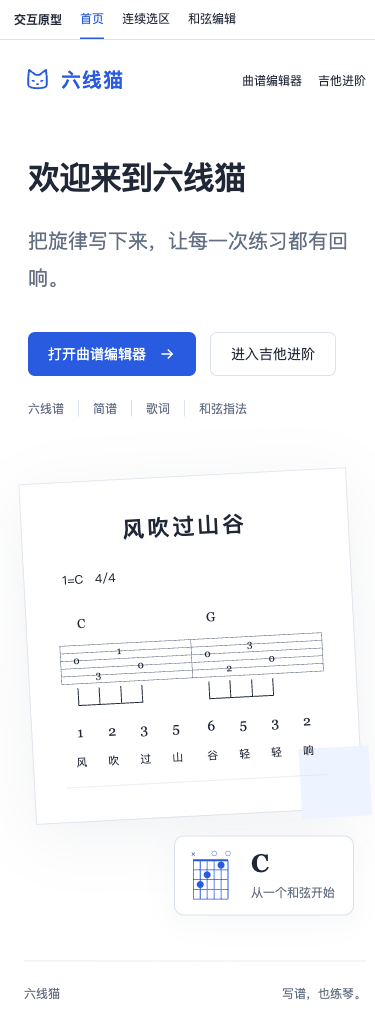 交互原型 首页 连续选区 和弦编辑
六线猫 曲谱编辑器 吉他进阶
欢迎来到六线猫
把旋律写下来，让每一次练习都有回
响。
打开曲谱编辑器 → 进入吉他进阶
六线谱 简谱 歌词 和弦指法
风吹过山谷
1=C 4/4
C G
0 3 1 0 0 2 3 0
1 2 3 5 6 5 3 2
风 吹 过 山 谷 轻 轻 响
× ○ ○
C
从一个和弦开始
六线猫 写谱，也练琴。